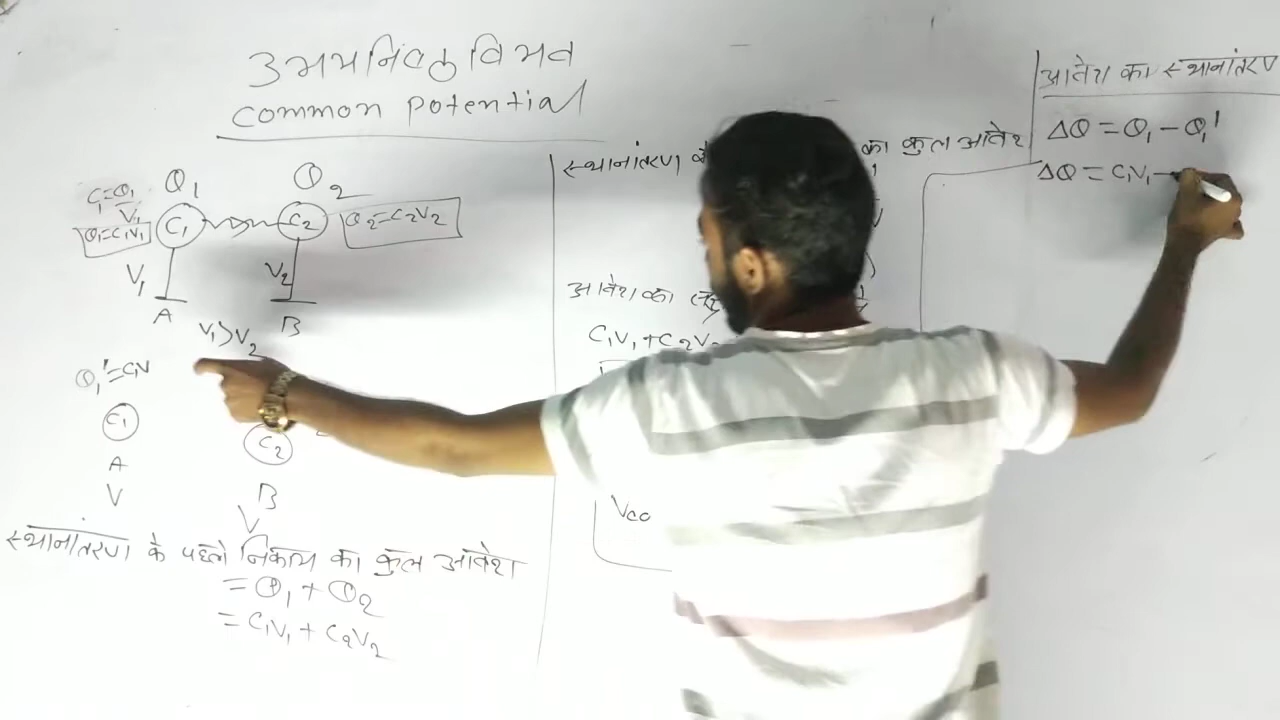 उभयनिष्ठ विभव
common potential
C₁=Q₁
V₁
Q₁=C₁V₁
Q₁
C₁
V₁
A
Q₂
C₂
Q₂=C₂V₂
V₂
B
V₁>V₂
Q₁'=C₁V
C₁
A
V
C₂
B
V
स्थानांतरण के पहले निकाय का कुल आवेश
= Q₁ + Q₂
= C₁V₁ + C₂V₂
स्थानांतरण के
का कुल आवेश
आवेश का
C₁V₁+C₂V₂
आवेश का स्थानांतरण
ΔQ = Q₁ - Q₁'
ΔQ = C₁V₁ -